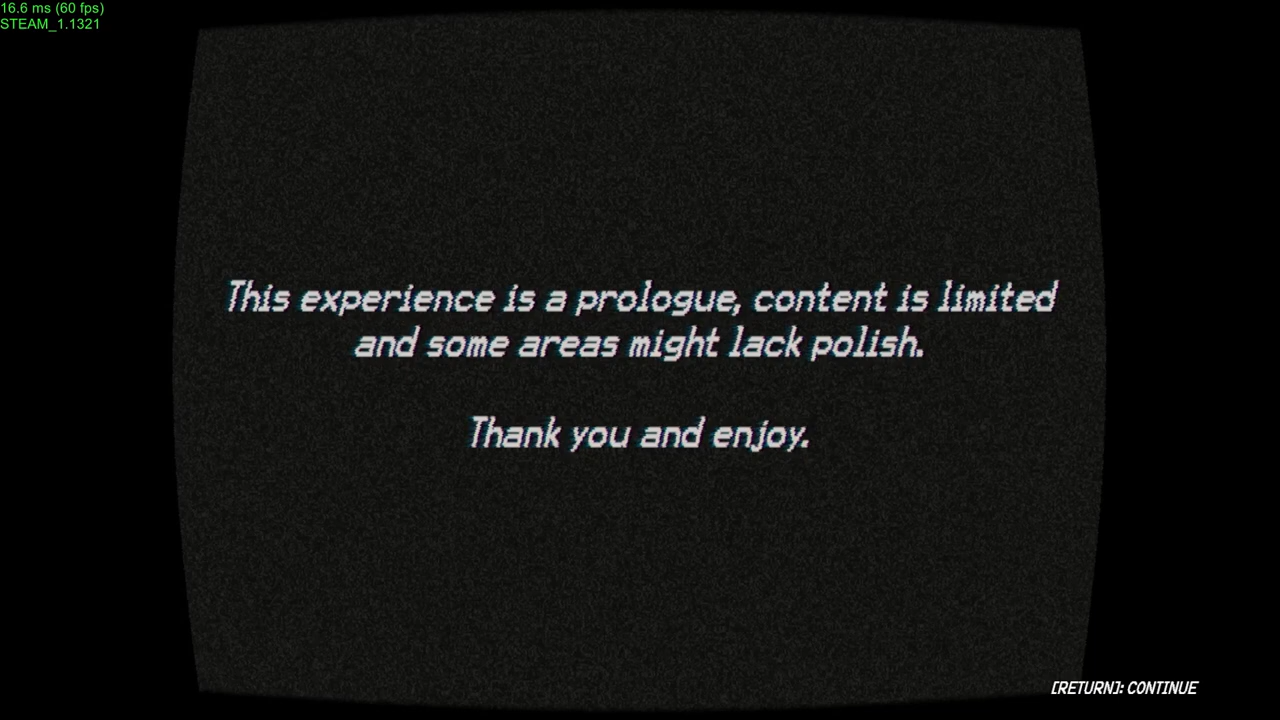 16.6 ms (60 fps)
STEAM_1.1321
This experience is a prologue, content is limited
and some areas might lack polish.
Thank you and enjoy.
[RETURN]: CONTINUE